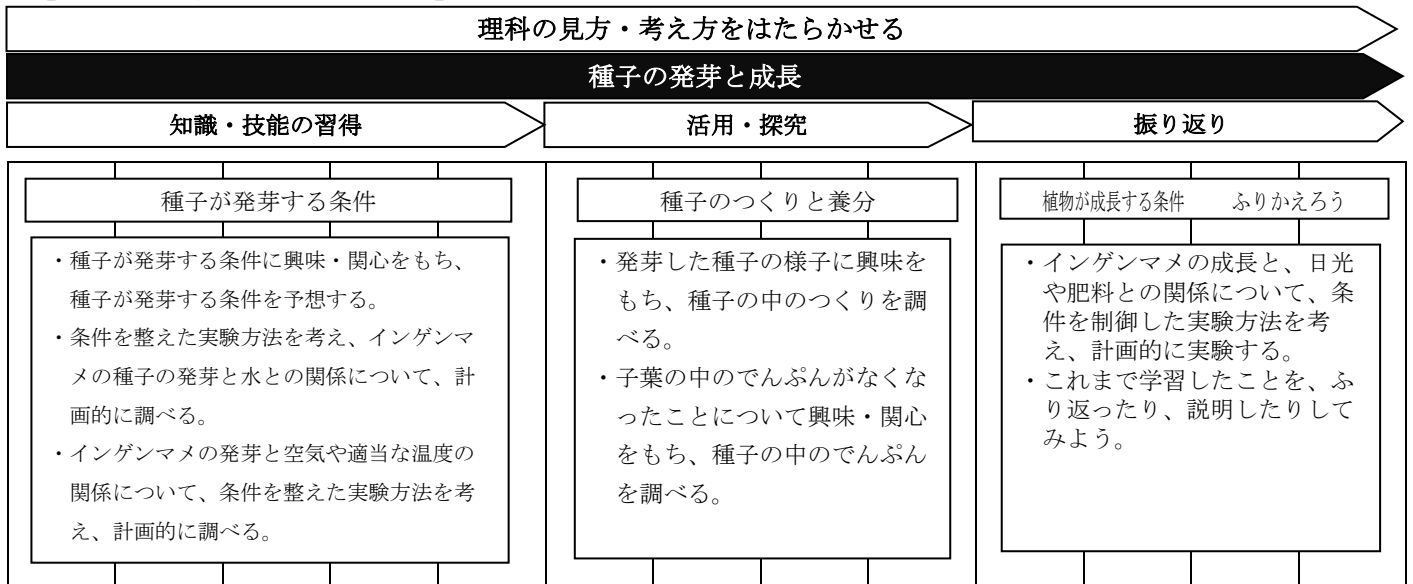 理科の見方・考え方をはたらかせる
種子の発芽と成長
知識・技能の習得
活用・探究
振り返り
種子が発芽する条件
・種子が発芽する条件に興味・関心をもち、
種子が発芽する条件を予想する。
・条件を整えた実験方法を考え、インゲンマ
メの種子の発芽と水との関係について、計
画的に調べる。
・インゲンマメの発芽と空気や適当な温度の
関係について、条件を整えた実験方法を考
え、計画的に調べる。
種子のつくりと養分
・発芽した種子の様子に興味を
もち、種子の中のつくりを調
べる。
・子葉の中のでんぷんがなくな
ったことについて興味・関心
をもち、種子の中のでんぷん
を調べる。
植物が成長する条件　ふりかえろう
・インゲンマメの成長と、日光
や肥料との関係について、条
件を制御した実験方法を考
え、計画的に実験する。
・これまで学習したことを、ふ
り返ったり、説明したりして
みよう。